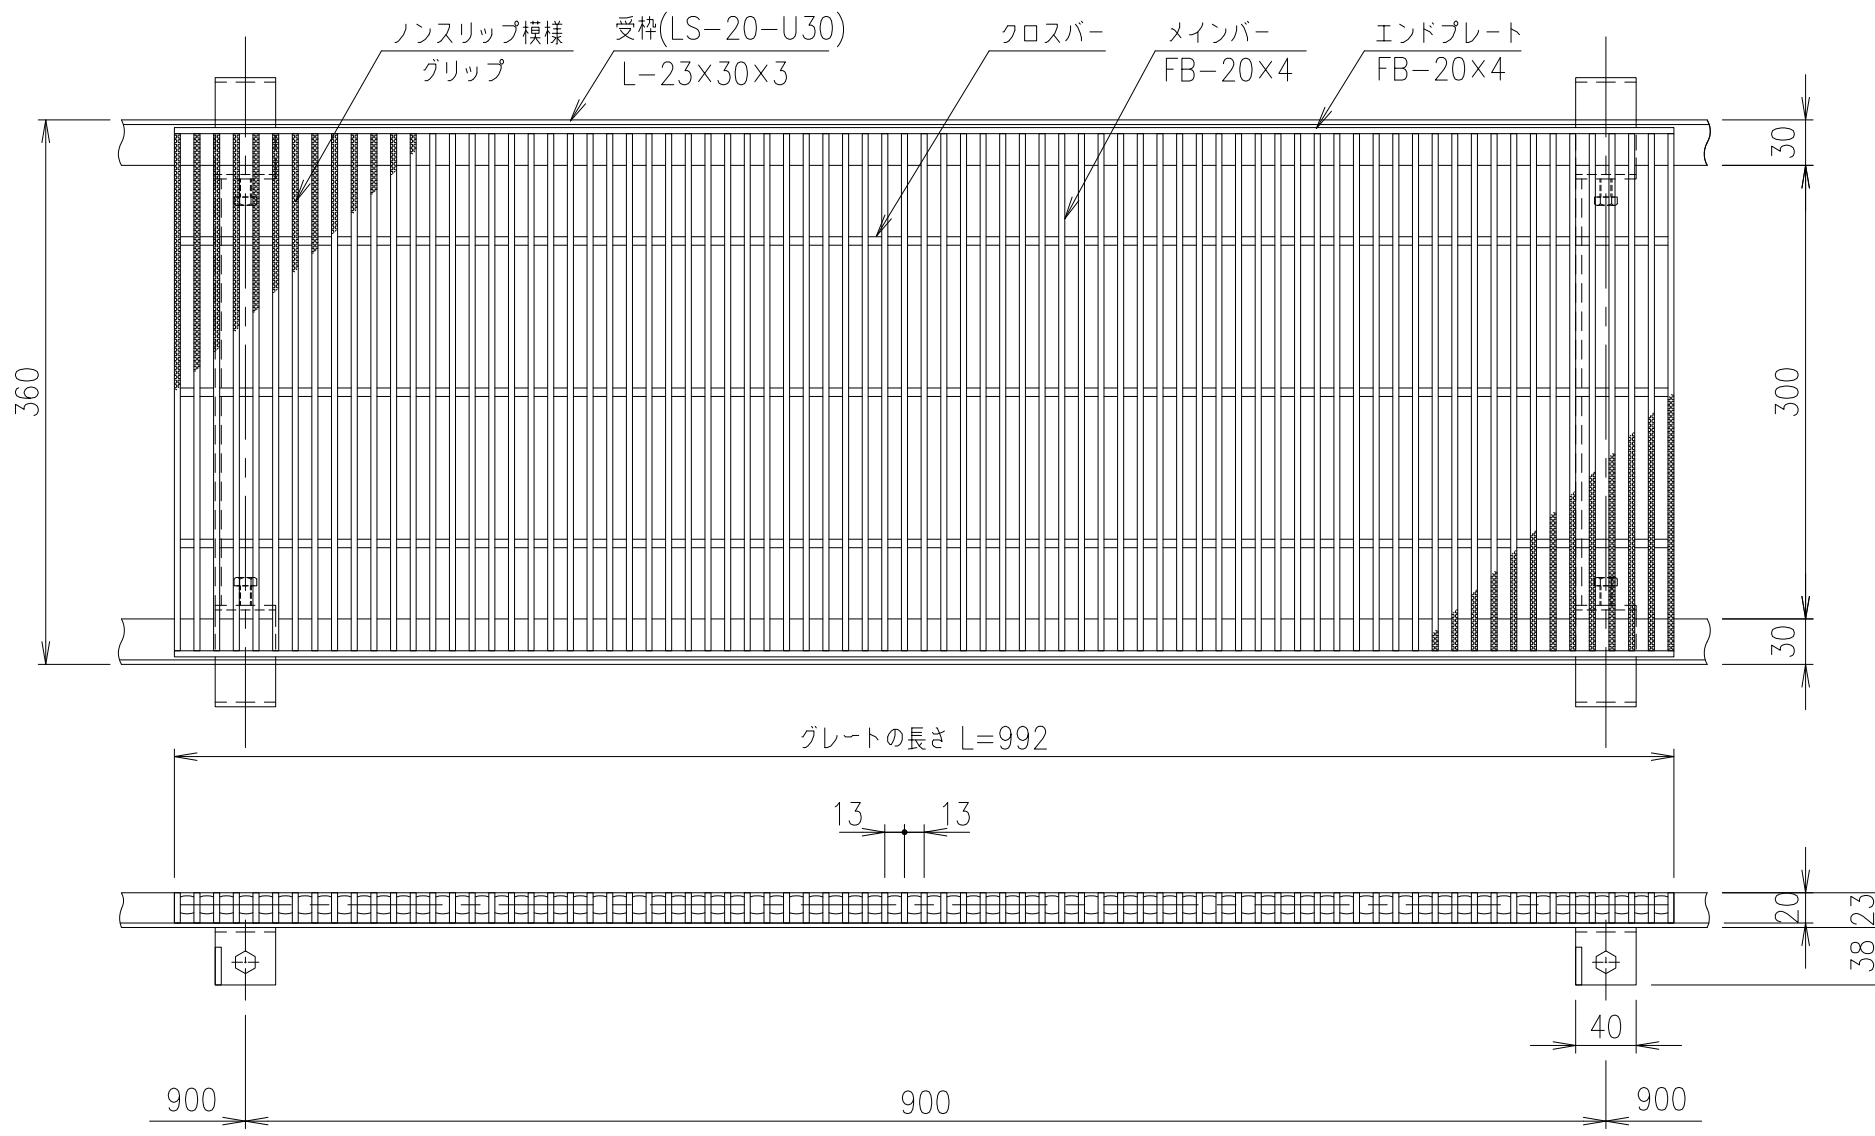 ノンスリップ模様
グリップ
受枠(LS-20-U30)
L-23×30×3
クロスバー
メインバー
FB-20×4
エンドプレート
FB-20×4
30
360
300
30
グレートの長さ L=992
13
13
20
23
38
40
900
900
900